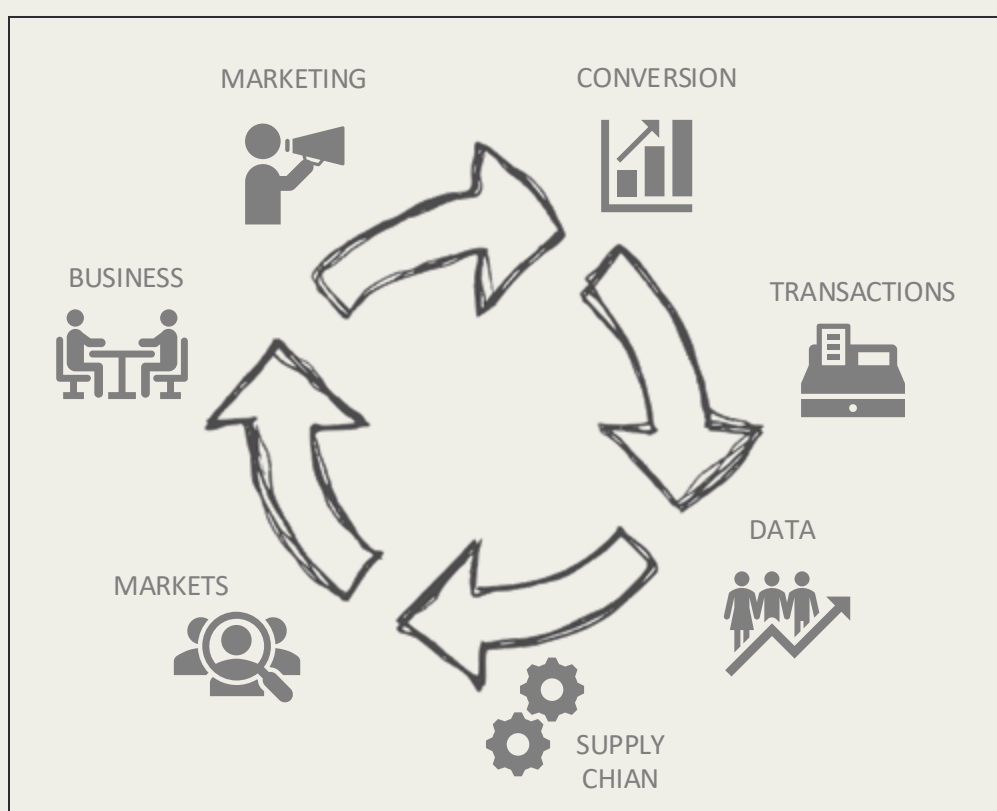 MARKETING
CONVERSION
BUSINESS
TRANSACTIONS
DATA
MARKETS
SUPPLY
CHIAN